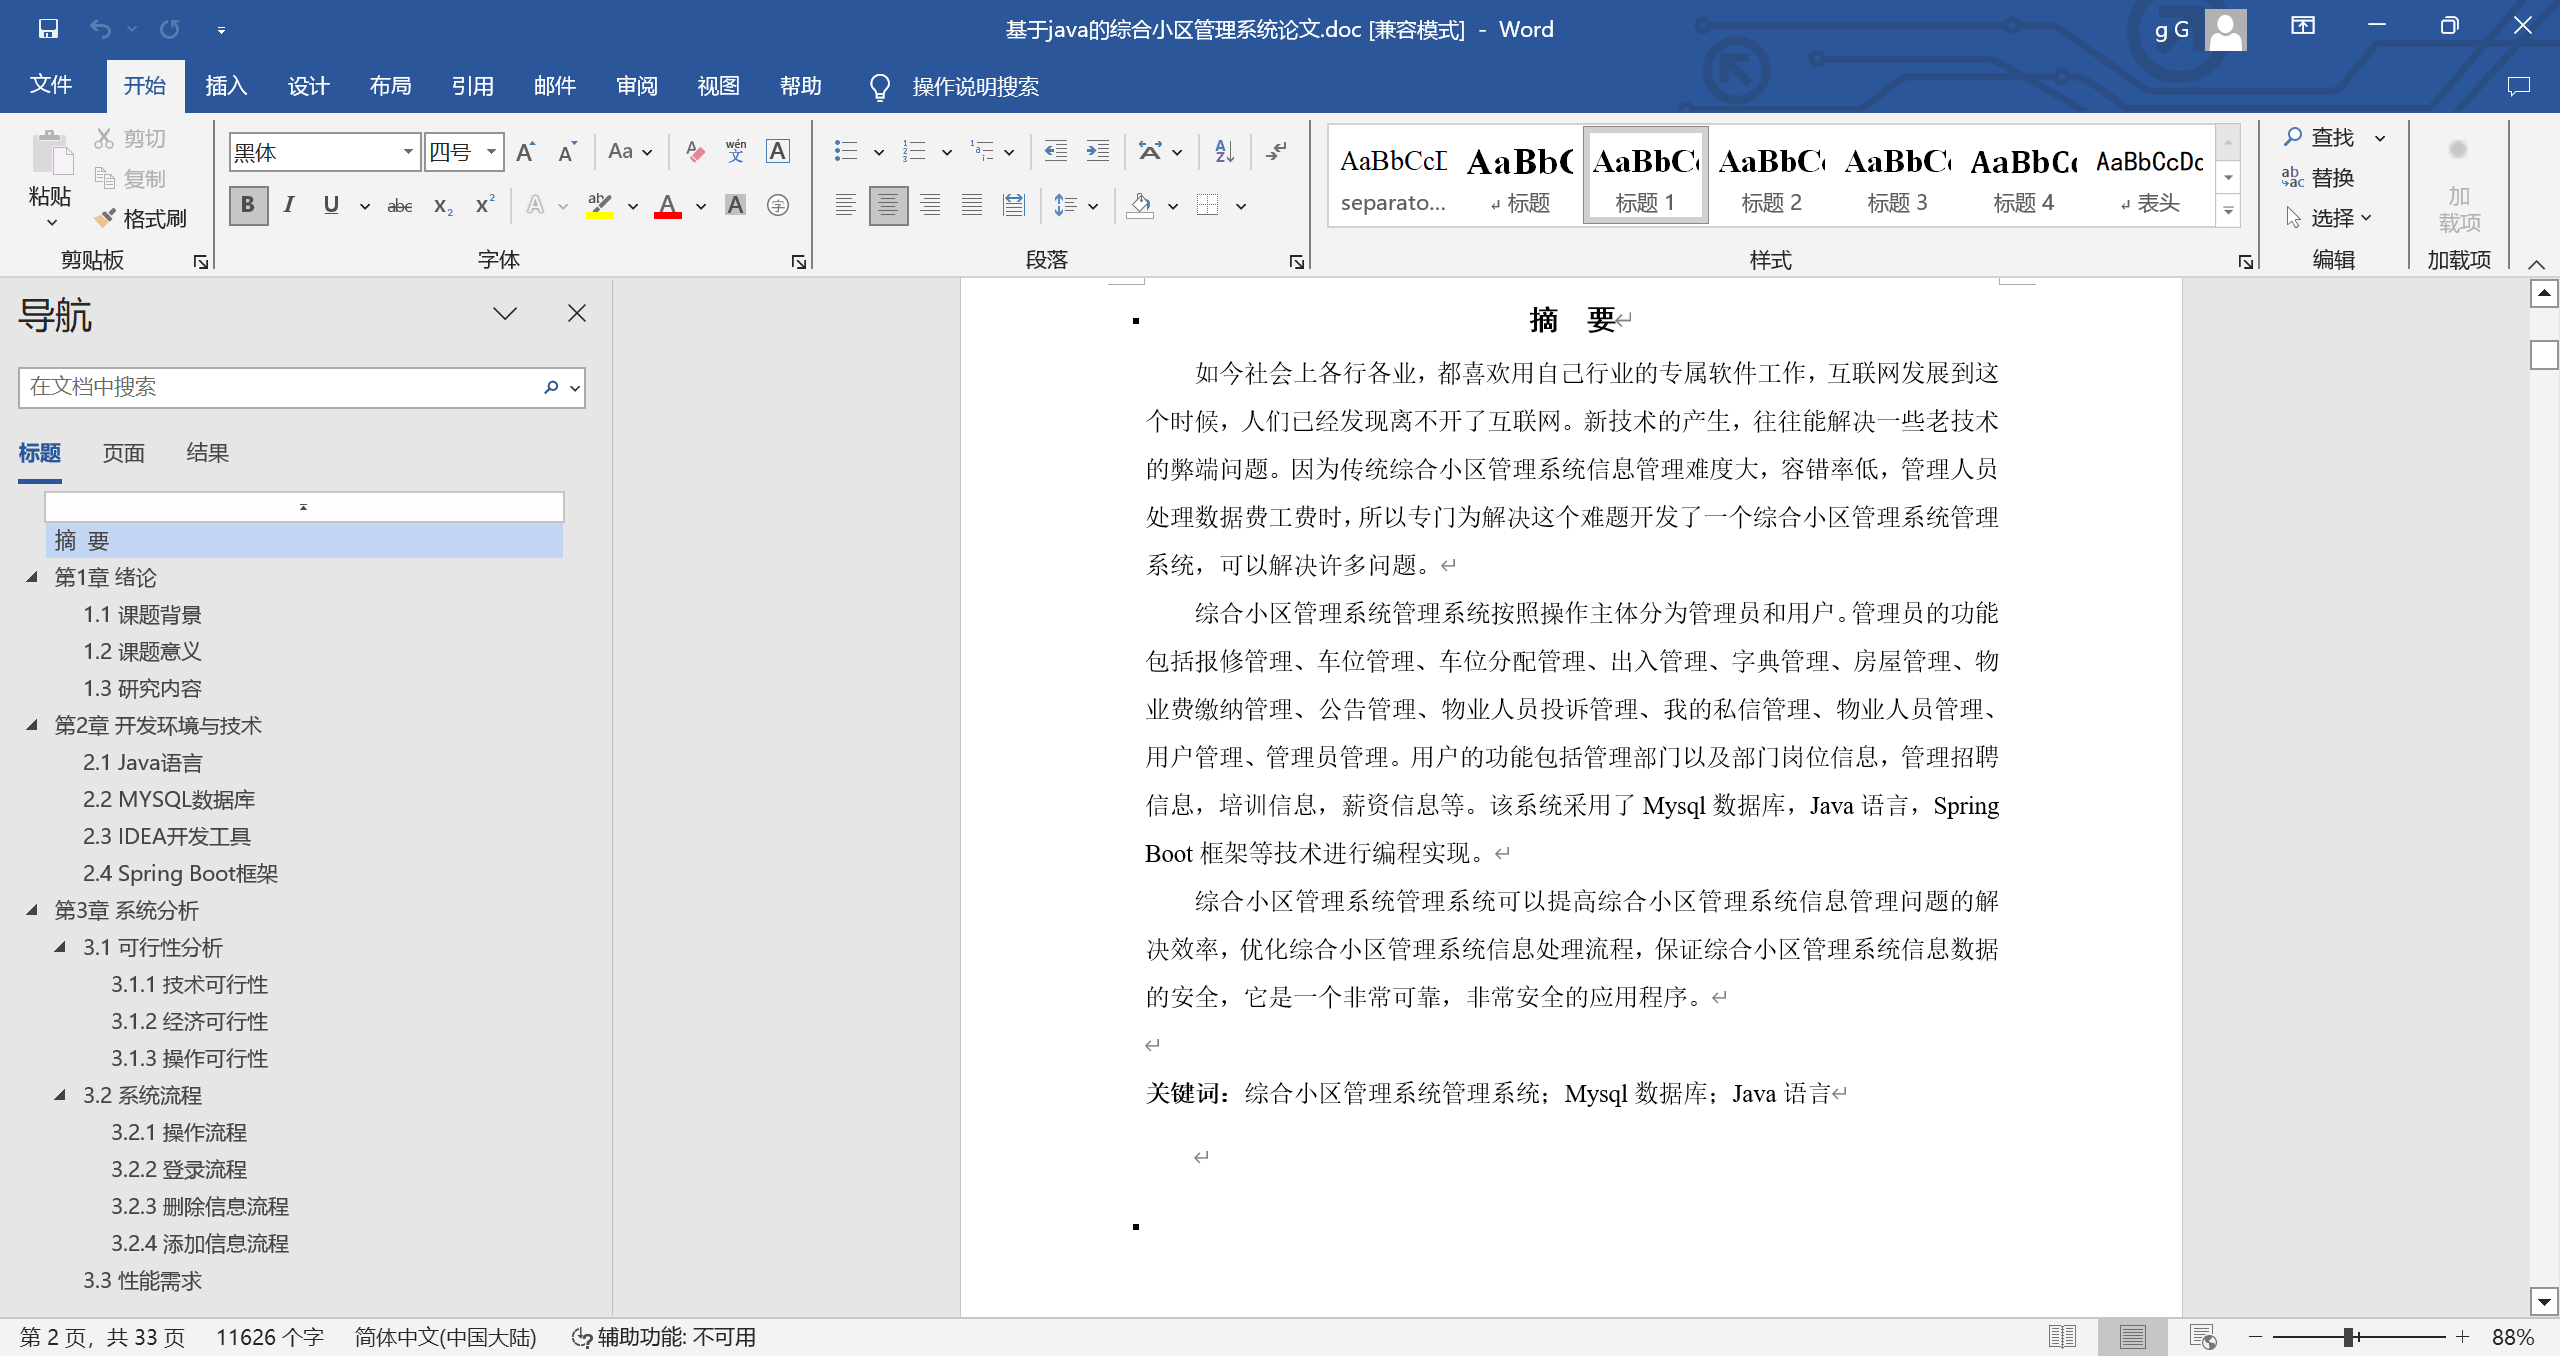 基于java的综合小区管理系统论文.doc [兼容模式] - Word
g G
文件 开始 插入 设计 布局 引用 邮件 审阅 视图 帮助 操作说明搜索
粘贴
剪切
复制
格式刷
剪贴板
黑体 四号
字体
段落
AaBbCcD separato...
AaBbC 标题
AaBbC 标题 1
AaBbC 标题 2
AaBbC 标题 3
AaBbCc 标题 4
AaBbCcDc 表头
样式
查找
替换
选择
编辑
加载项
加载项
导航
在文档中搜索
标题 页面 结果
摘 要
第1章 绪论
1.1 课题背景
1.2 课题意义
1.3 研究内容
第2章 开发环境与技术
2.1 Java语言
2.2 MYSQL数据库
2.3 IDEA开发工具
2.4 Spring Boot框架
第3章 系统分析
3.1 可行性分析
3.1.1 技术可行性
3.1.2 经济可行性
3.1.3 操作可行性
3.2 系统流程
3.2.1 操作流程
3.2.2 登录流程
3.2.3 删除信息流程
3.2.4 添加信息流程
3.3 性能需求
摘 要
如今社会上各行各业，都喜欢用自己行业的专属软件工作，互联网发展到这
个时候，人们已经发现离不开了互联网。新技术的产生，往往能解决一些老技术
的弊端问题。因为传统综合小区管理系统信息管理难度大，容错率低，管理人员
处理数据费工费时，所以专门为解决这个难题开发了一个综合小区管理系统管理
系统，可以解决许多问题。
综合小区管理系统管理系统按照操作主体分为管理员和用户。管理员的功能
包括报修管理、车位管理、车位分配管理、出入管理、字典管理、房屋管理、物
业费缴纳管理、公告管理、物业人员投诉管理、我的私信管理、物业人员管理、
用户管理、管理员管理。用户的功能包括管理部门以及部门岗位信息，管理招聘
信息，培训信息，薪资信息等。该系统采用了 Mysql 数据库，Java 语言，Spring
Boot 框架等技术进行编程实现。
综合小区管理系统管理系统可以提高综合小区管理系统信息管理问题的解
决效率，优化综合小区管理系统信息处理流程，保证综合小区管理系统信息数据
的安全，它是一个非常可靠，非常安全的应用程序。
关键词：综合小区管理系统管理系统；Mysql 数据库；Java 语言
第 2 页，共 33 页 11626 个字 简体中文(中国大陆) 辅助功能: 不可用 88%